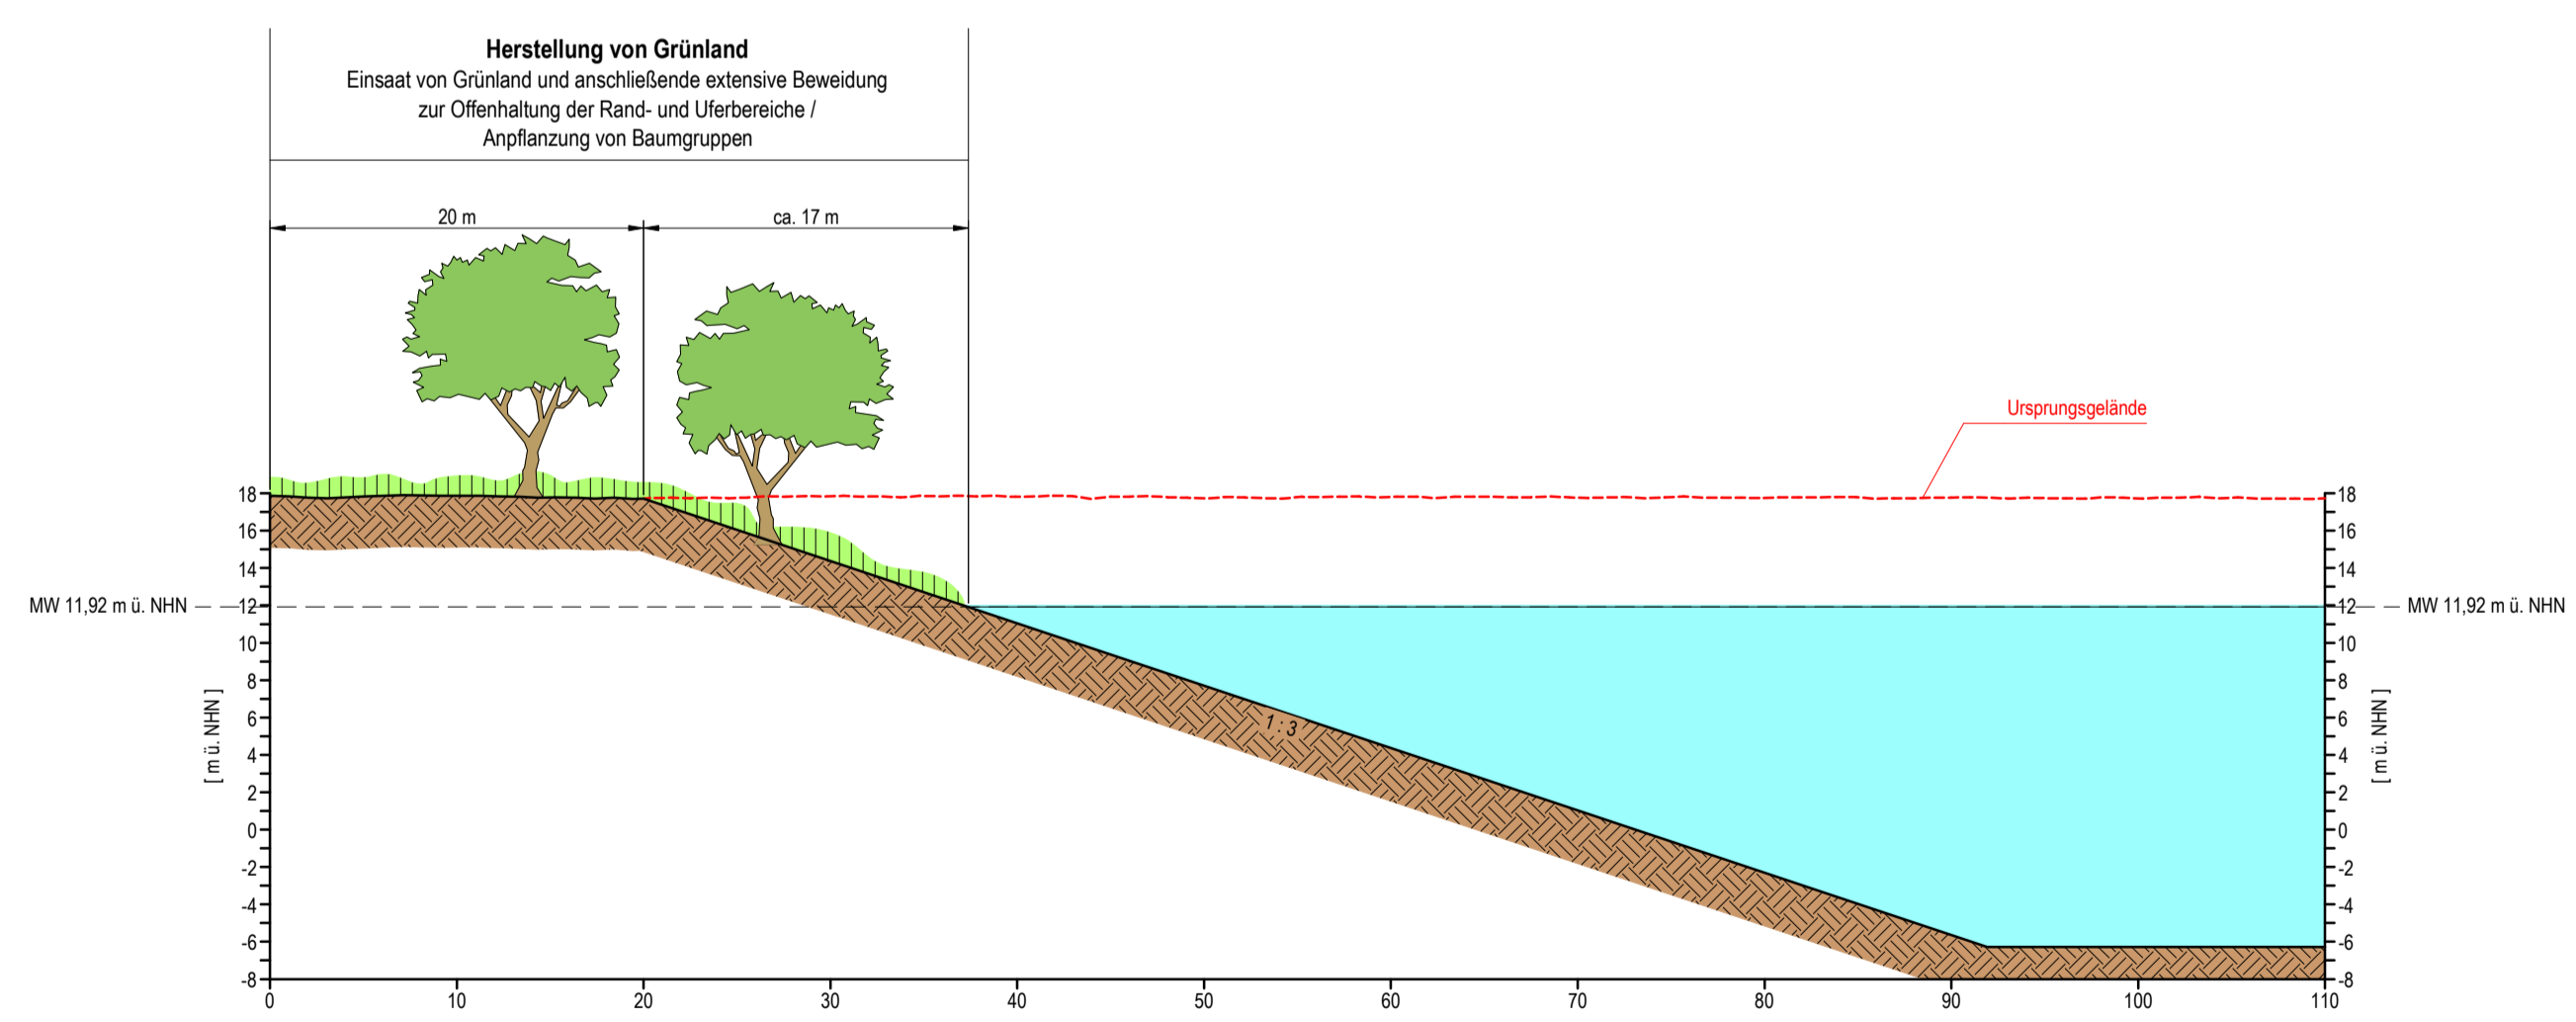 Herstellung von Grünland
Einsaat von Grünland und anschließende extensive Beweidung
zur Offenhaltung der Rand- und Uferbereiche /
Anpflanzung von Baumgruppen
20 m
ca. 17 m
Ursprungsgelände
18
16
14
12
10
8
6
4
2
0
-2
-4
-6
-8
MW 11,92 m ü. NHN
[ m ü. NHN ]
1 : 3
18
16
14
12
10
8
6
4
2
0
-2
-4
-6
-8
MW 11,92 m ü. NHN
[ m ü. NHN ]
0 10 20 30 40 50 60 70 80 90 100 110